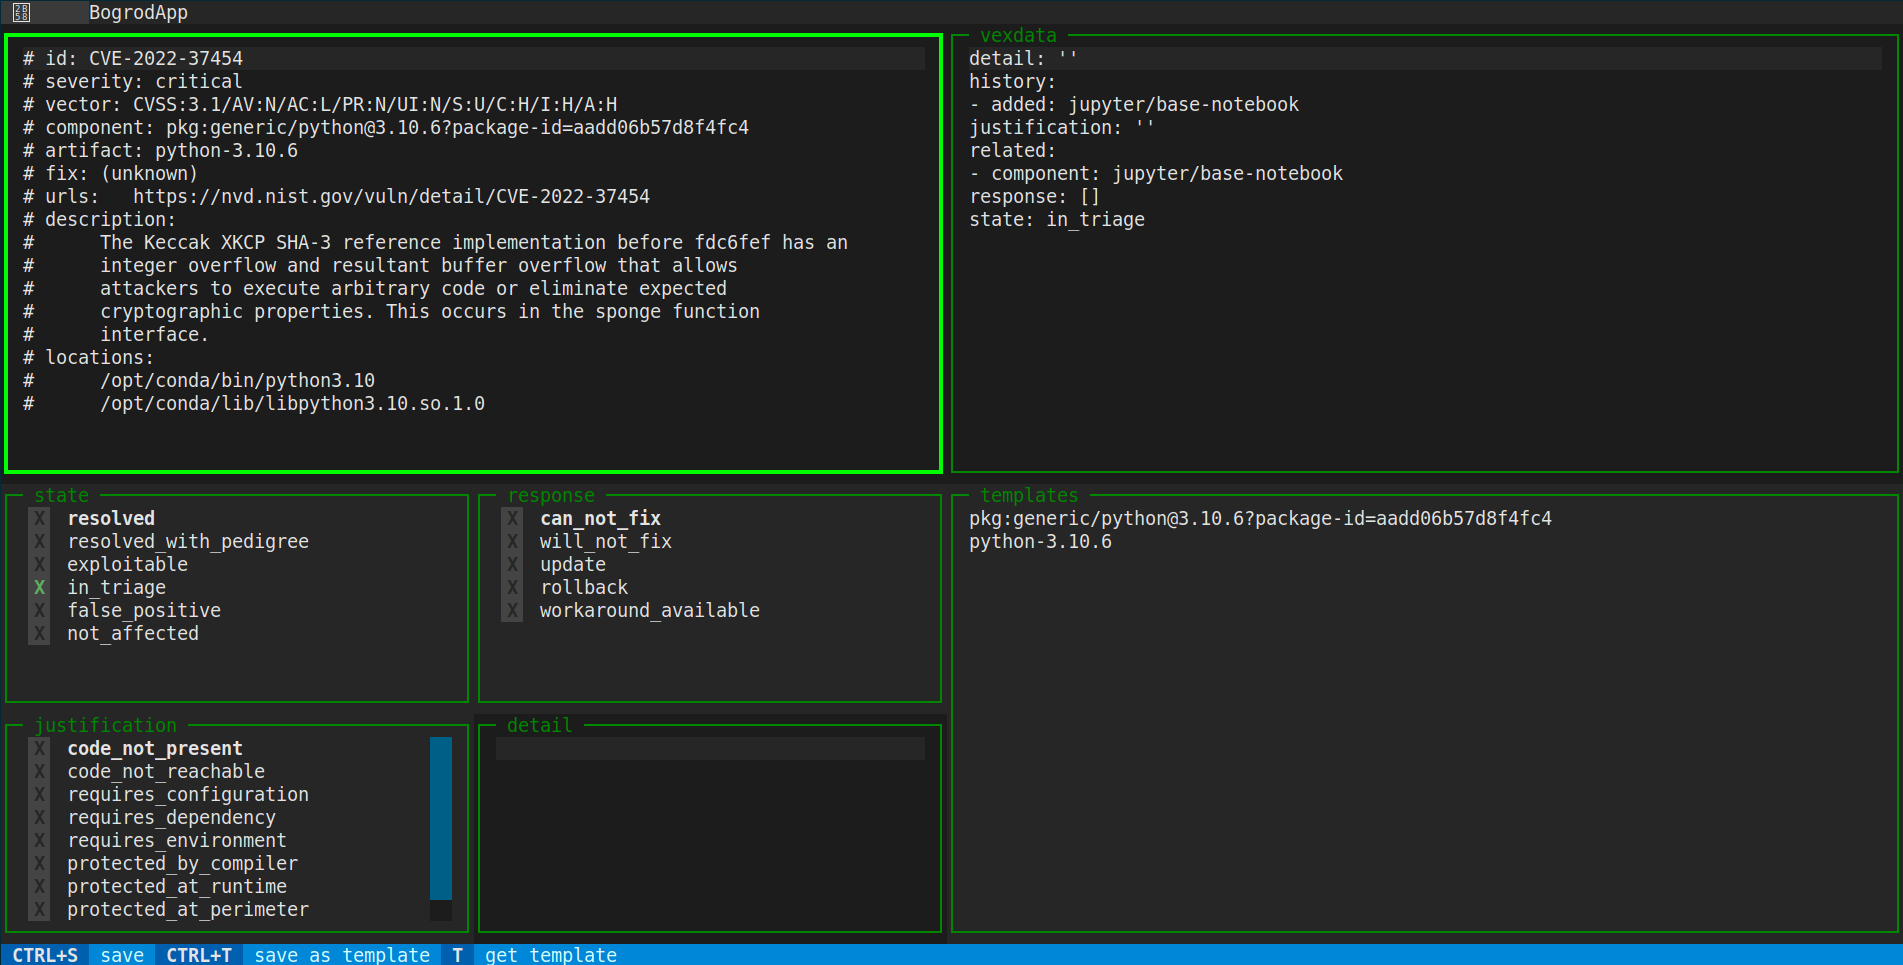 BogrodApp
# id: CVE-2022-37454
# severity: critical
# vector: CVSS:3.1/AV:N/AC:L/PR:N/UI:N/S:U/C:H/I:H/A:H
# component: pkg:generic/python@3.10.6?package-id=aadd06b57d8f4fc4
# artifact: python-3.10.6
# fix: (unknown)
# urls:   https://nvd.nist.gov/vuln/detail/CVE-2022-37454
# description:
#      The Keccak XKCP SHA-3 reference implementation before fdc6fef has an
#      integer overflow and resultant buffer overflow that allows
#      attackers to execute arbitrary code or eliminate expected
#      cryptographic properties. This occurs in the sponge function
#      interface.
# locations:
#      /opt/conda/bin/python3.10
#      /opt/conda/lib/libpython3.10.so.1.0
vexdata
detail: ''
history:
- added: jupyter/base-notebook
justification: ''
related:
- component: jupyter/base-notebook
response: []
state: in_triage
state
X resolved
X resolved_with_pedigree
X exploitable
X in_triage
X false_positive
X not_affected
response
X can_not_fix
X will_not_fix
X update
X rollback
X workaround_available
templates
pkg:generic/python@3.10.6?package-id=aadd06b57d8f4fc4
python-3.10.6
justification
X code_not_present
X code_not_reachable
X requires_configuration
X requires_dependency
X requires_environment
X protected_by_compiler
X protected_at_runtime
X protected_at_perimeter
detail
CTRL+S save CTRL+T save as template T get template